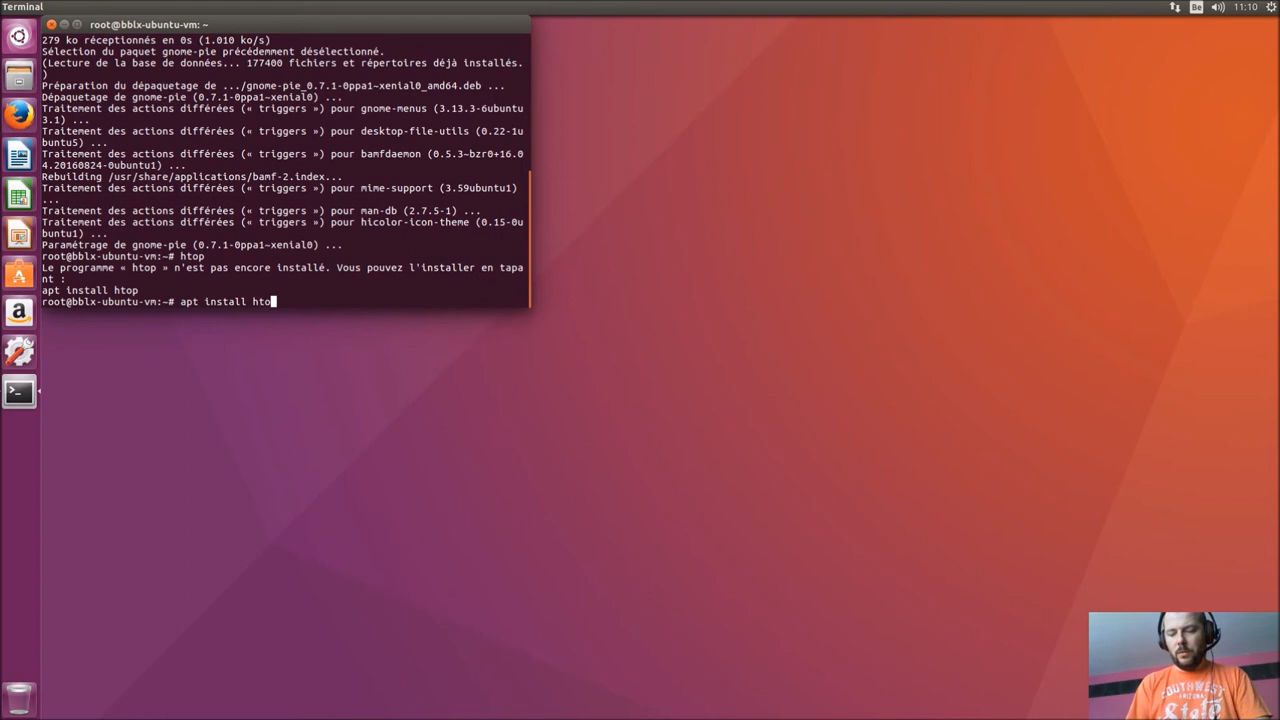 Terminal
Be
11:10
root@bblx-ubuntu-vm: ~
279 ko réceptionnés en 0s (1.010 ko/s)
Sélection du paquet gnome-pie précédemment désélectionné.
(Lecture de la base de données... 177400 fichiers et répertoires déjà installés.
)
Préparation du dépaquetage de .../gnome-pie_0.7.1-0ppa1~xenial0_amd64.deb ...
Dépaquetage de gnome-pie (0.7.1-0ppa1~xenial0) ...
Traitement des actions différées (« triggers ») pour gnome-menus (3.13.3-6ubuntu
3.1) ...
Traitement des actions différées (« triggers ») pour desktop-file-utils (0.22-1u
buntu5) ...
Traitement des actions différées (« triggers ») pour bamfdaemon (0.5.3~bzr0+16.0
4.20160824-0ubuntu1) ...
Rebuilding /usr/share/applications/bamf-2.index...
Traitement des actions différées (« triggers ») pour mime-support (3.59ubuntu1)
...
Traitement des actions différées (« triggers ») pour man-db (2.7.5-1) ...
Traitement des actions différées (« triggers ») pour hicolor-icon-theme (0.15-0u
buntu1) ...
Paramétrage de gnome-pie (0.7.1-0ppa1~xenial0) ...
root@bblx-ubuntu-vm:~# htop
Le programme « htop » n'est pas encore installé. Vous pouvez l'installer en tapa
nt :
apt install htop
root@bblx-ubuntu-vm:~# apt install hto
SOUTHWEST
ARIZONA
State